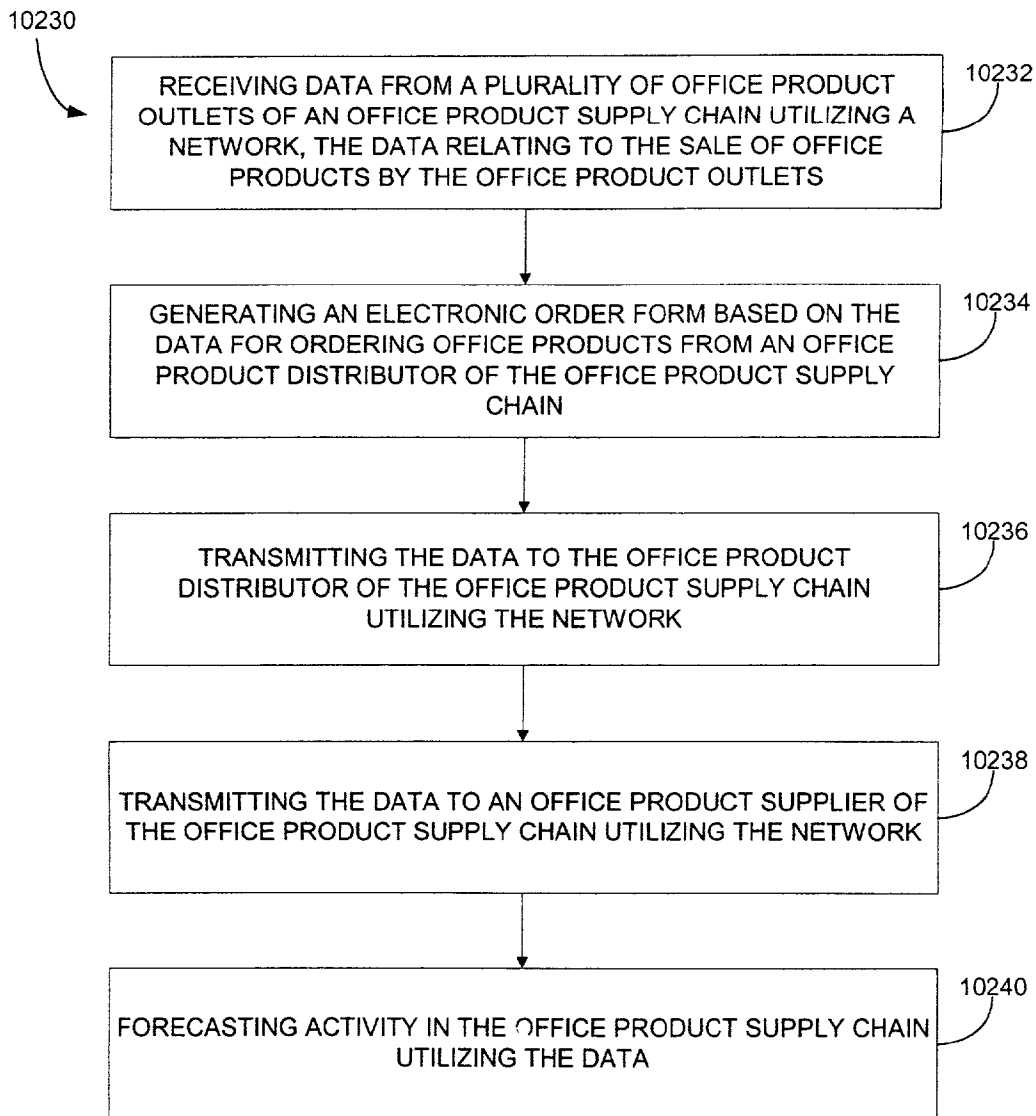 10230
RECEIVING DATA FROM A PLURALITY OF OFFICE PRODUCT
OUTLETS OF AN OFFICE PRODUCT SUPPLY CHAIN UTILIZING A
NETWORK, THE DATA RELATING TO THE SALE OF OFFICE
PRODUCTS BY THE OFFICE PRODUCT OUTLETS
10232
GENERATING AN ELECTRONIC ORDER FORM BASED ON THE
DATA FOR ORDERING OFFICE PRODUCTS FROM AN OFFICE
PRODUCT DISTRIBUTOR OF THE OFFICE PRODUCT SUPPLY
CHAIN
10234
TRANSMITTING THE DATA TO THE OFFICE PRODUCT
DISTRIBUTOR OF THE OFFICE PRODUCT SUPPLY CHAIN
UTILIZING THE NETWORK
10236
TRANSMITTING THE DATA TO AN OFFICE PRODUCT SUPPLIER OF
THE OFFICE PRODUCT SUPPLY CHAIN UTILIZING THE NETWORK
10238
FORECASTING ACTIVITY IN THE OFFICE PRODUCT SUPPLY CHAIN
UTILIZING THE DATA
10240